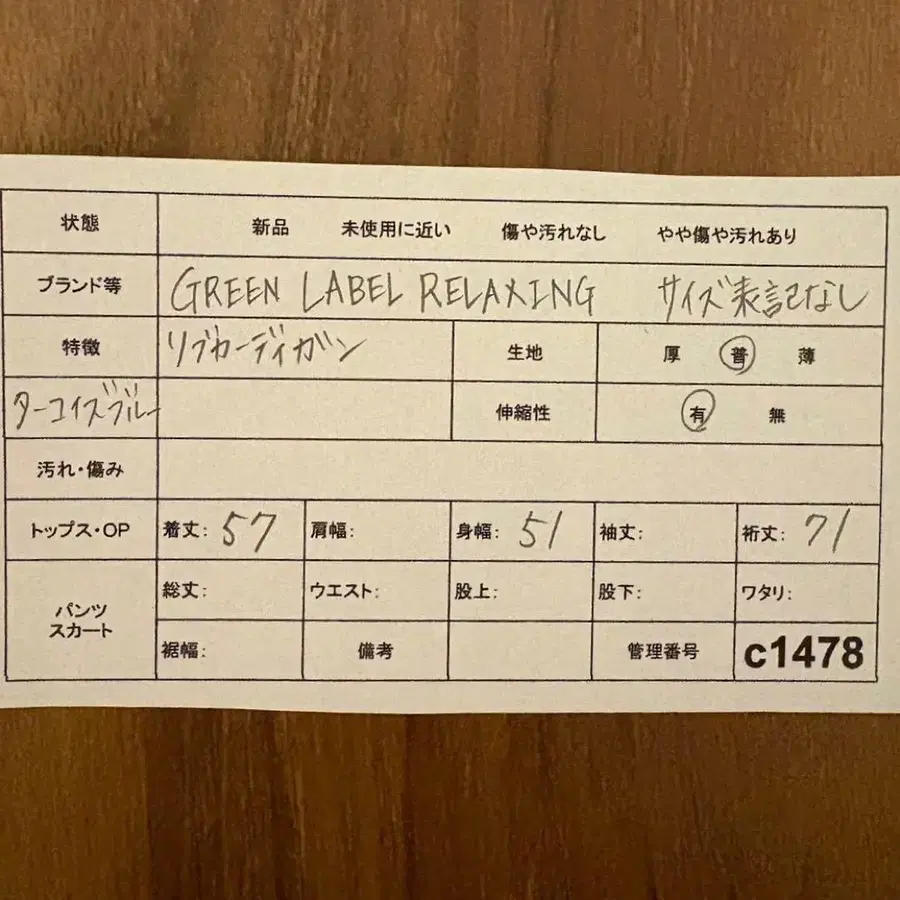 状態 新品 未使用に近い 傷や汚れなし やや傷や汚れあり
ブランド等 GREEN LABEL RELAXING サイズ表記なし
特徴 リブカーディガン 生地 厚 普 薄
ターコイズブルー 伸縮性 有 無
汚れ・傷み
トップス・OP 着丈: 57 肩幅: 身幅: 51 袖丈: 裄丈: 71
パンツ スカート 総丈: ウエスト: 股上: 股下: ワタリ:
裾幅: 備考 管理番号 c1478